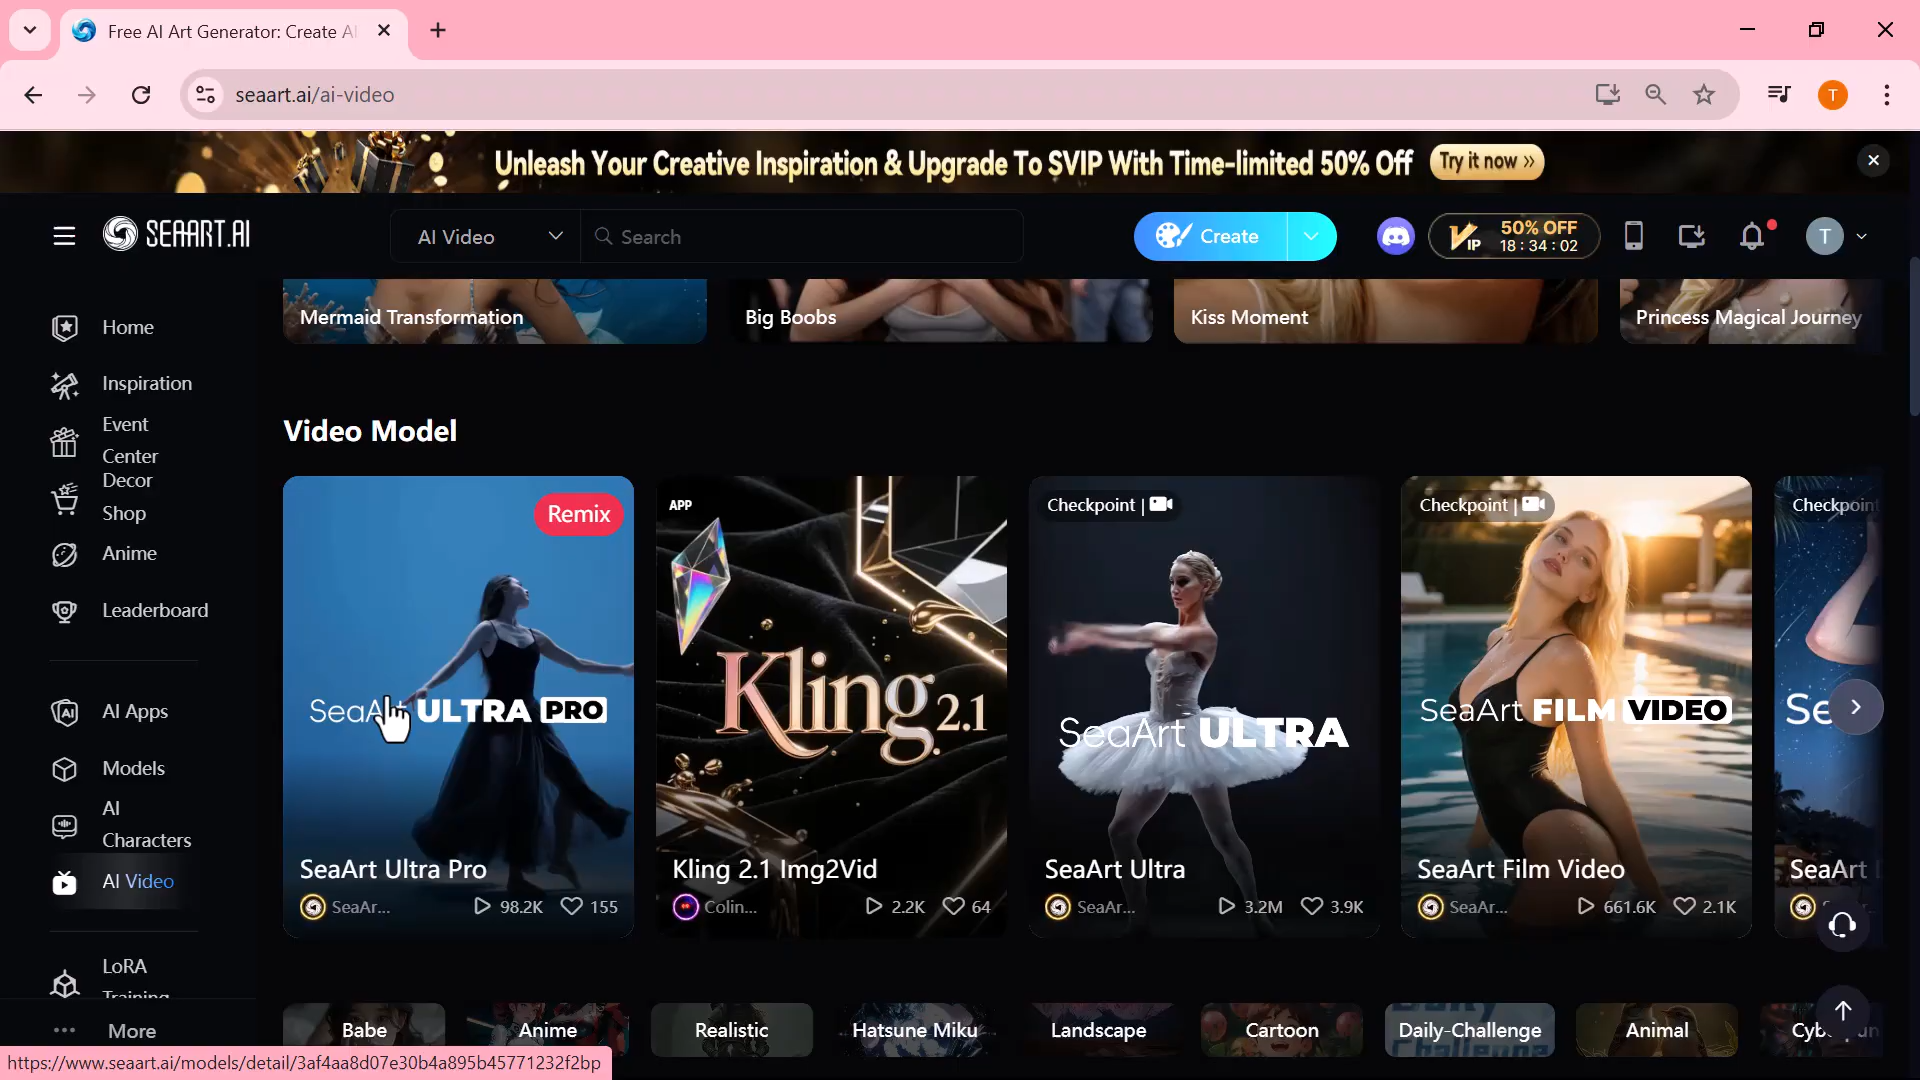 Free AI Art Generator: Create AI
seaart.ai/ai-video
T
Unleash Your Creative Inspiration & Upgrade To SVIP With Time-limited 50% Off
Try it now »
SEAART.AI
AI Video
Search
Create
VIP
50% OFF
18 : 34 : 02
T
Home
Inspiration
Event
Center
Decor
Shop
Anime
Leaderboard
AI Apps
Models
AI
Characters
AI Video
LoRA
Training
More
Mermaid Transformation
Big Boobs
Kiss Moment
Princess Magical Journey
Video Model
Remix
SeaArt ULTRA PRO
SeaArt Ultra Pro
SeaAr...
98.2K
155
APP
Kling 2.1
Kling 2.1 Img2Vid
Colin...
2.2K
64
Checkpoint |
SeaArt ULTRA
SeaArt Ultra
SeaAr...
3.2M
3.9K
Checkpoint |
SeaArt FILM VIDEO
SeaArt Film Video
SeaAr...
661.6K
2.1K
Checkpoint
Se
SeaArt
Babe
Anime
Realistic
Hatsune Miku
Landscape
Cartoon
Daily-Challenge
Animal
https://www.seaart.ai/models/detail/3af4aa8d07e30b4a895b45771232f2bp